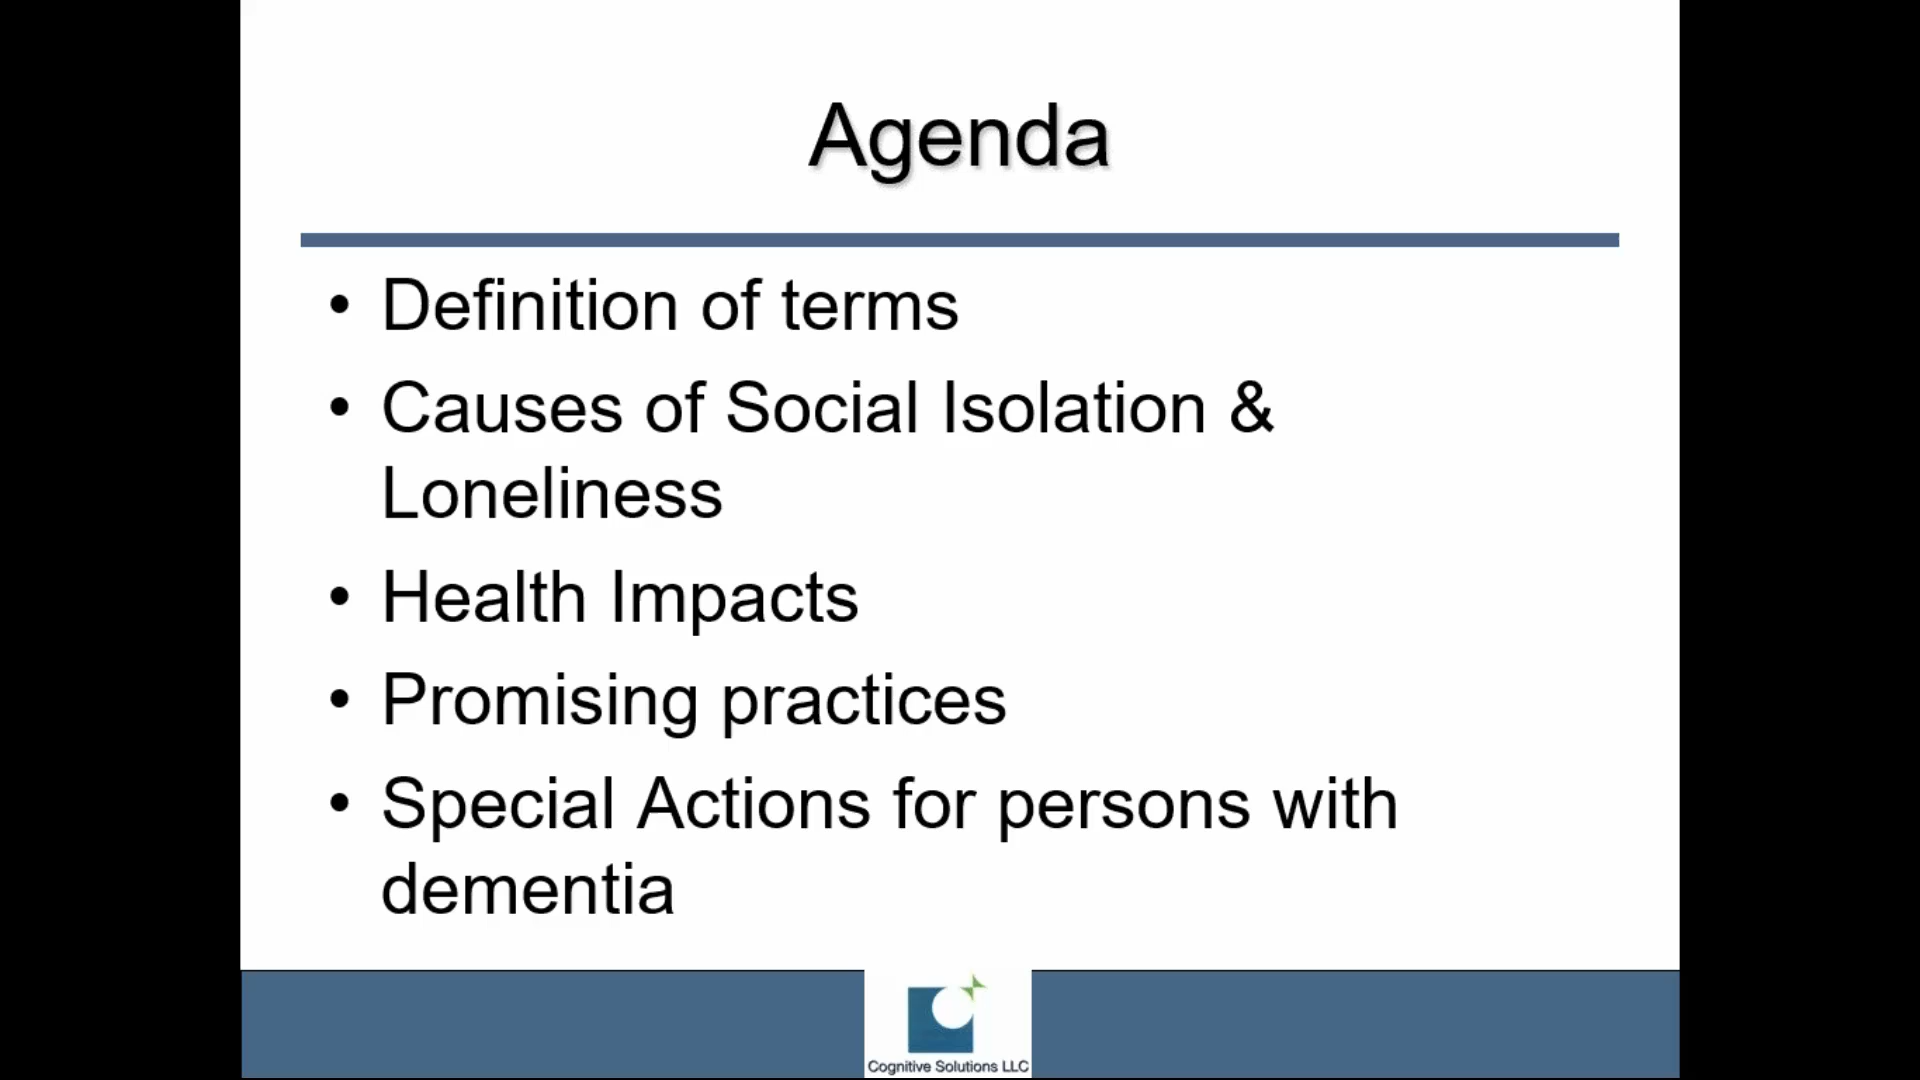 Agenda
• Definition of terms
• Causes of Social Isolation &
Loneliness
• Health Impacts
• Promising practices
• Special Actions for persons with
dementia
Cognitive Solutions LLC